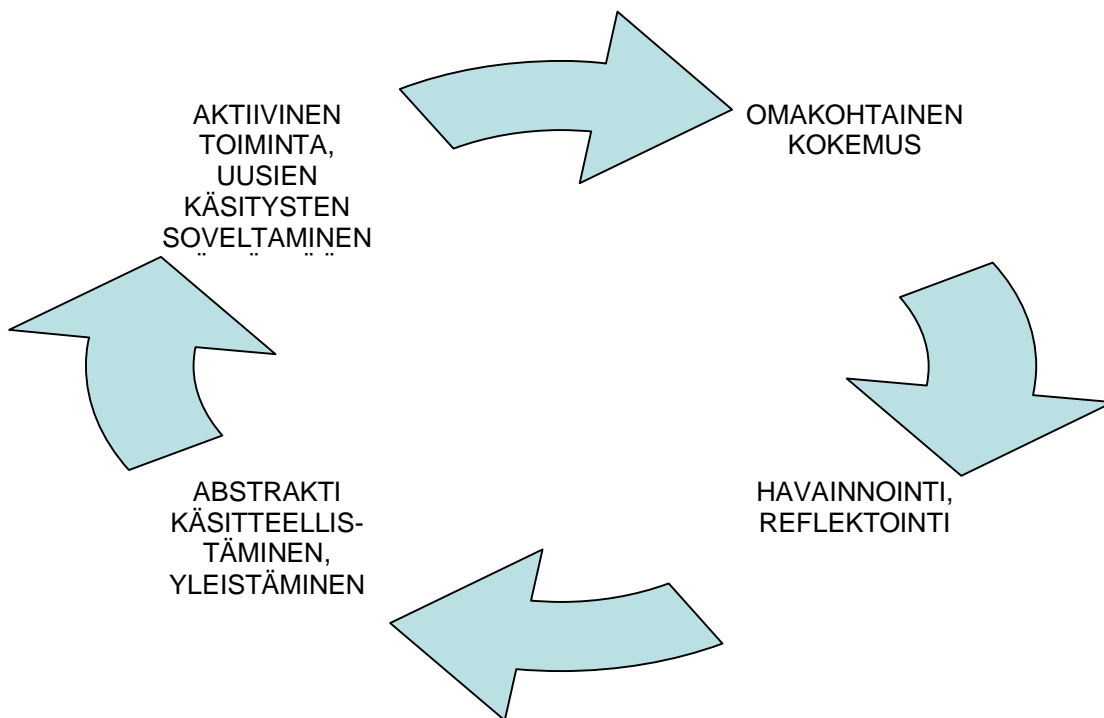 AKTIIVINEN
TOIMINTA,
UUSIEN
KÄSITYSTEN
SOVELTAMINEN
OMAKOHTAINEN
KOKEMUS
HAVAINNOINTI,
REFLEKTOINTI
ABSTRAKTI
KÄSITTEELLIS-
TÄMINEN,
YLEISTÄMINEN